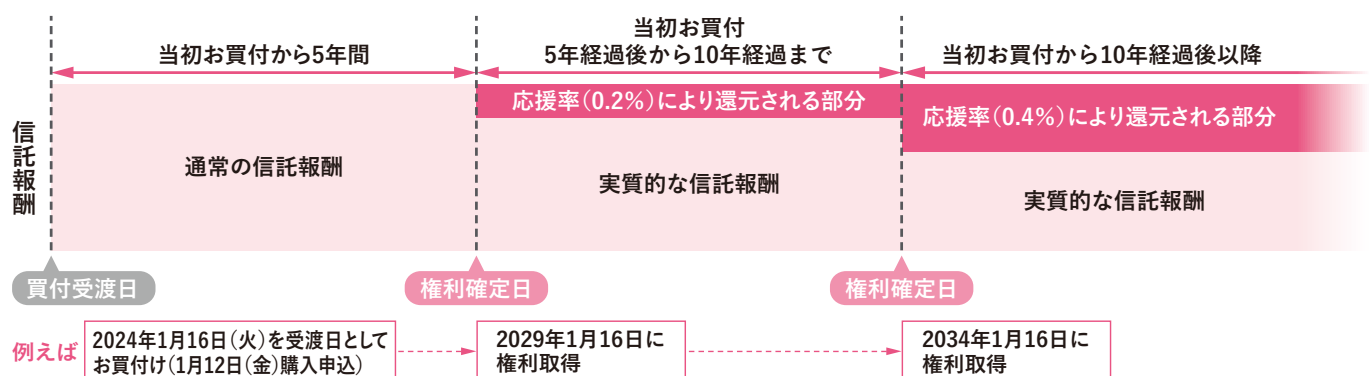 当初お買付から5年間
当初お買付
5年経過後から10年経過まで
当初お買付から10年経過後以降
信託報酬
通常の信託報酬
応援率（0.2%）により還元される部分
実質的な信託報酬
応援率（0.4%）により還元される部分
実質的な信託報酬
買付受渡日
権利確定日
権利確定日
例えば
2024年1月16日（火）を受渡日として
お買付け（1月12日（金）購入申込）
2029年1月16日に
権利取得
2034年1月16日に
権利取得